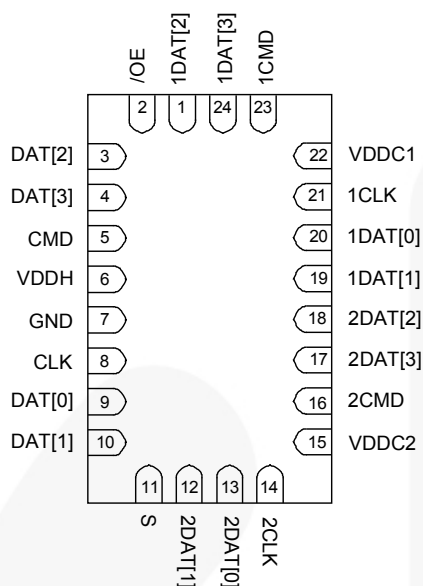 /OE
1DAT[2]
1DAT[3]
1CMD
2
1
24
23
DAT[2] 3
22 VDDC1
DAT[3] 4
21 1CLK
CMD 5
20 1DAT[0]
VDDH 6
19 1DAT[1]
GND 7
18 2DAT[2]
CLK 8
17 2DAT[3]
DAT[0] 9
16 2CMD
DAT[1] 10
15 VDDC2
11
12
13
14
S
2DAT[1]
2DAT[0]
2CLK